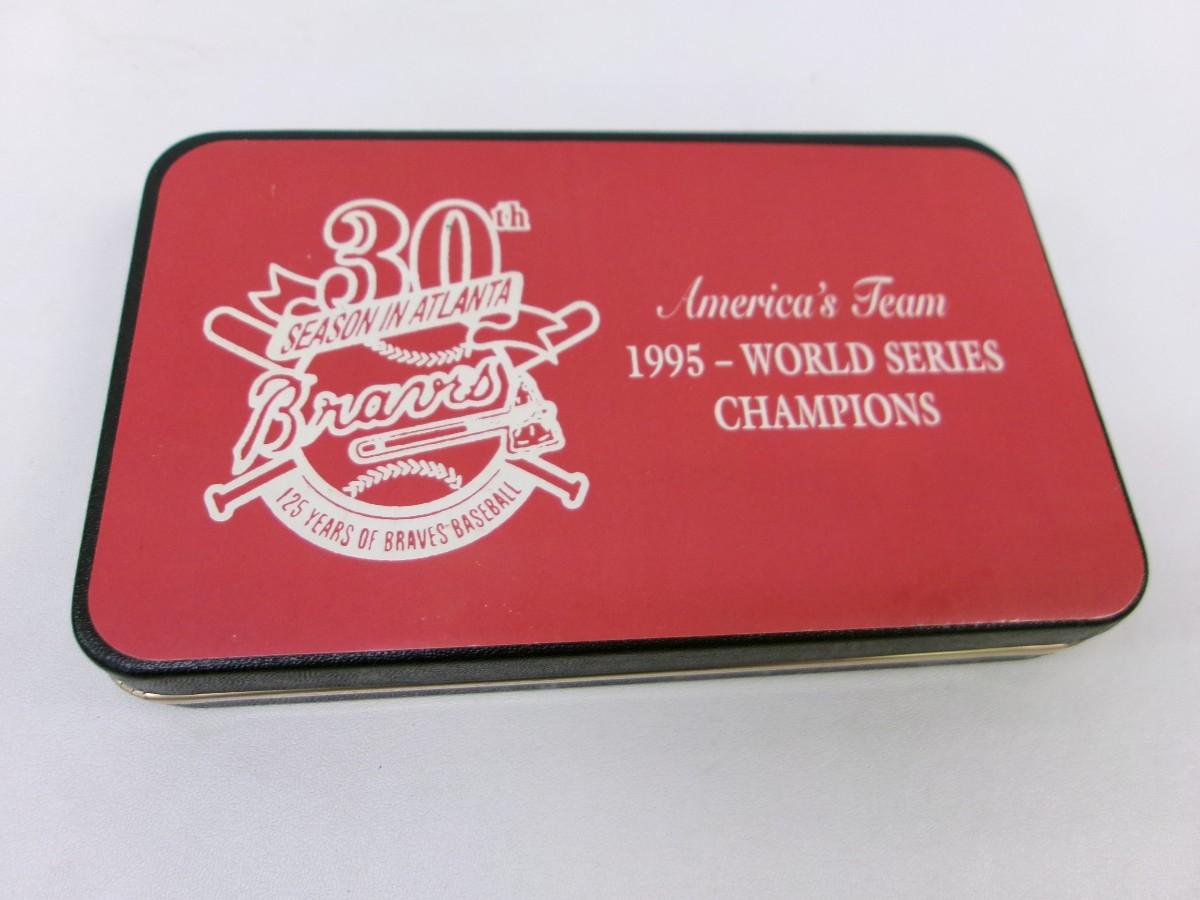 30th
SEASON IN ATLANTA
Braves
125 YEARS OF BRAVES BASEBALL
America's Team
1995 – WORLD SERIES
CHAMPIONS